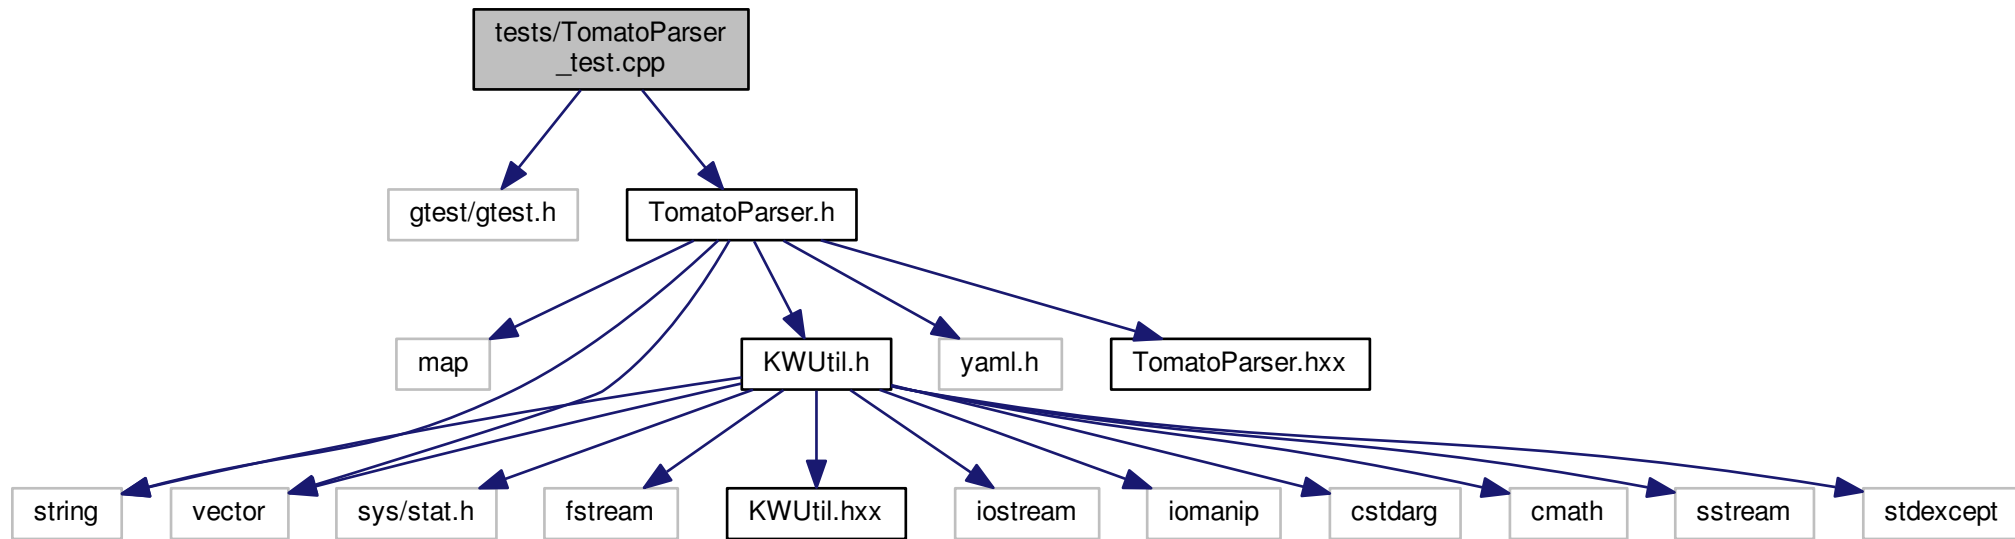 tests/TomatoParser
_test.cpp
gtest/gtest.h
TomatoParser.h
map
KWUtil.h
yaml.h
TomatoParser.hxx
string
vector
sys/stat.h
fstream
KWUtil.hxx
iostream
iomanip
cstdarg
cmath
sstream
stdexcept